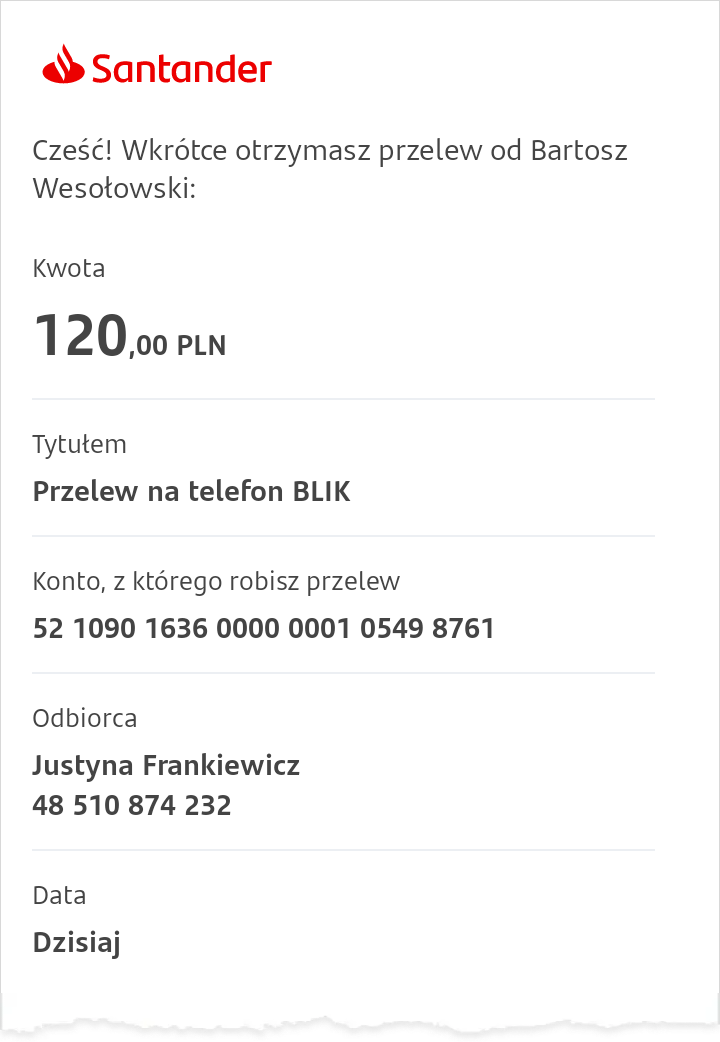 Santander
Cześć! Wkrótce otrzymasz przelew od Bartosz
Wesołowski:
Kwota
120,00 PLN
Tytułem
Przelew na telefon BLIK
Konto, z którego robisz przelew
52 1090 1636 0000 0001 0549 8761
Odbiorca
Justyna Frankiewicz
48 510 874 232
Data
Dzisiaj